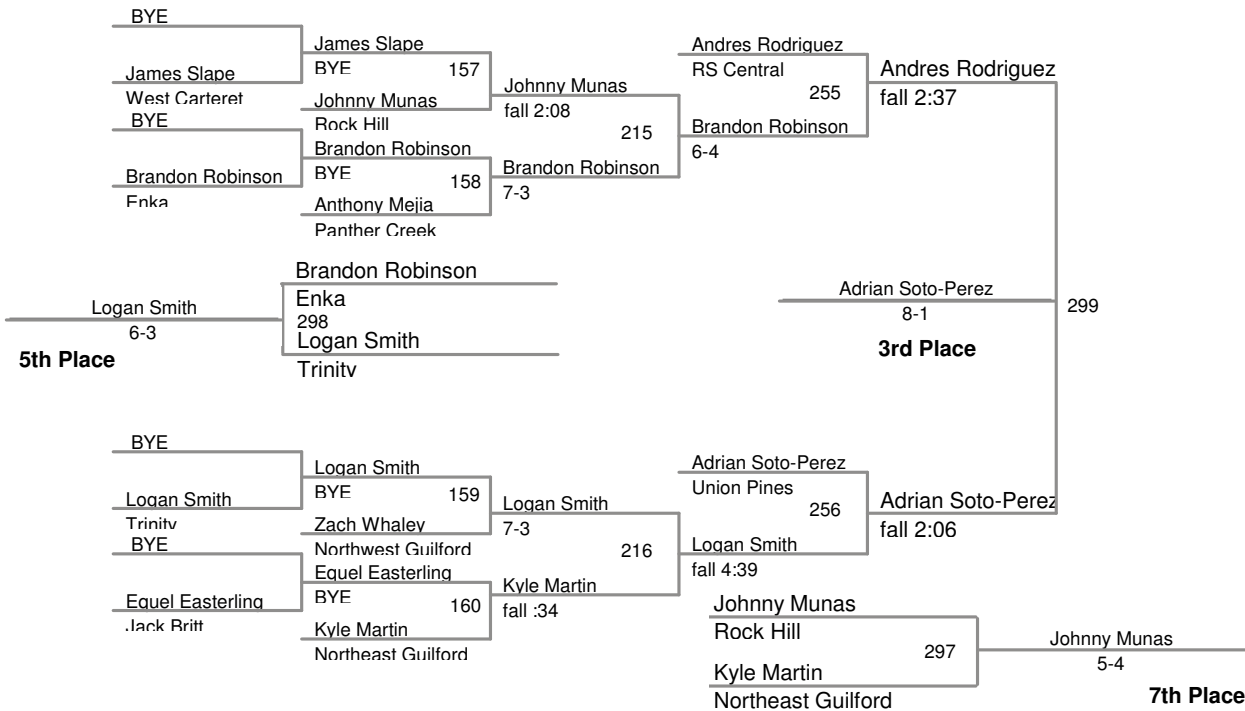 BYE
James Slape
West Carteret
BYE
Brandon Robinson
Enka
James Slape
BYE
157
Johnny Munas
Rock Hill
Brandon Robinson
BYE
158
Anthony Mejia
Panther Creek
Johnny Munas
fall 2:08
215
Brandon Robinson
7-3
Andres Rodriguez
RS Central
255
Brandon Robinson
6-4
Andres Rodriguez
fall 2:37
Brandon Robinson
Enka
298
Logan Smith
Trinity
Logan Smith
6-3
5th Place
Adrian Soto-Perez
8-1
3rd Place
299
BYE
Logan Smith
Trinity
BYE
Equel Easterling
Jack Britt
Logan Smith
BYE
159
Zach Whaley
Northwest Guilford
Equel Easterling
BYE
160
Kyle Martin
Northeast Guilford
Logan Smith
7-3
216
Kyle Martin
fall :34
Adrian Soto-Perez
Union Pines
256
Logan Smith
fall 4:39
Adrian Soto-Perez
fall 2:06
Johnny Munas
Rock Hill
297
Kyle Martin
Northeast Guilford
Johnny Munas
5-4
7th Place